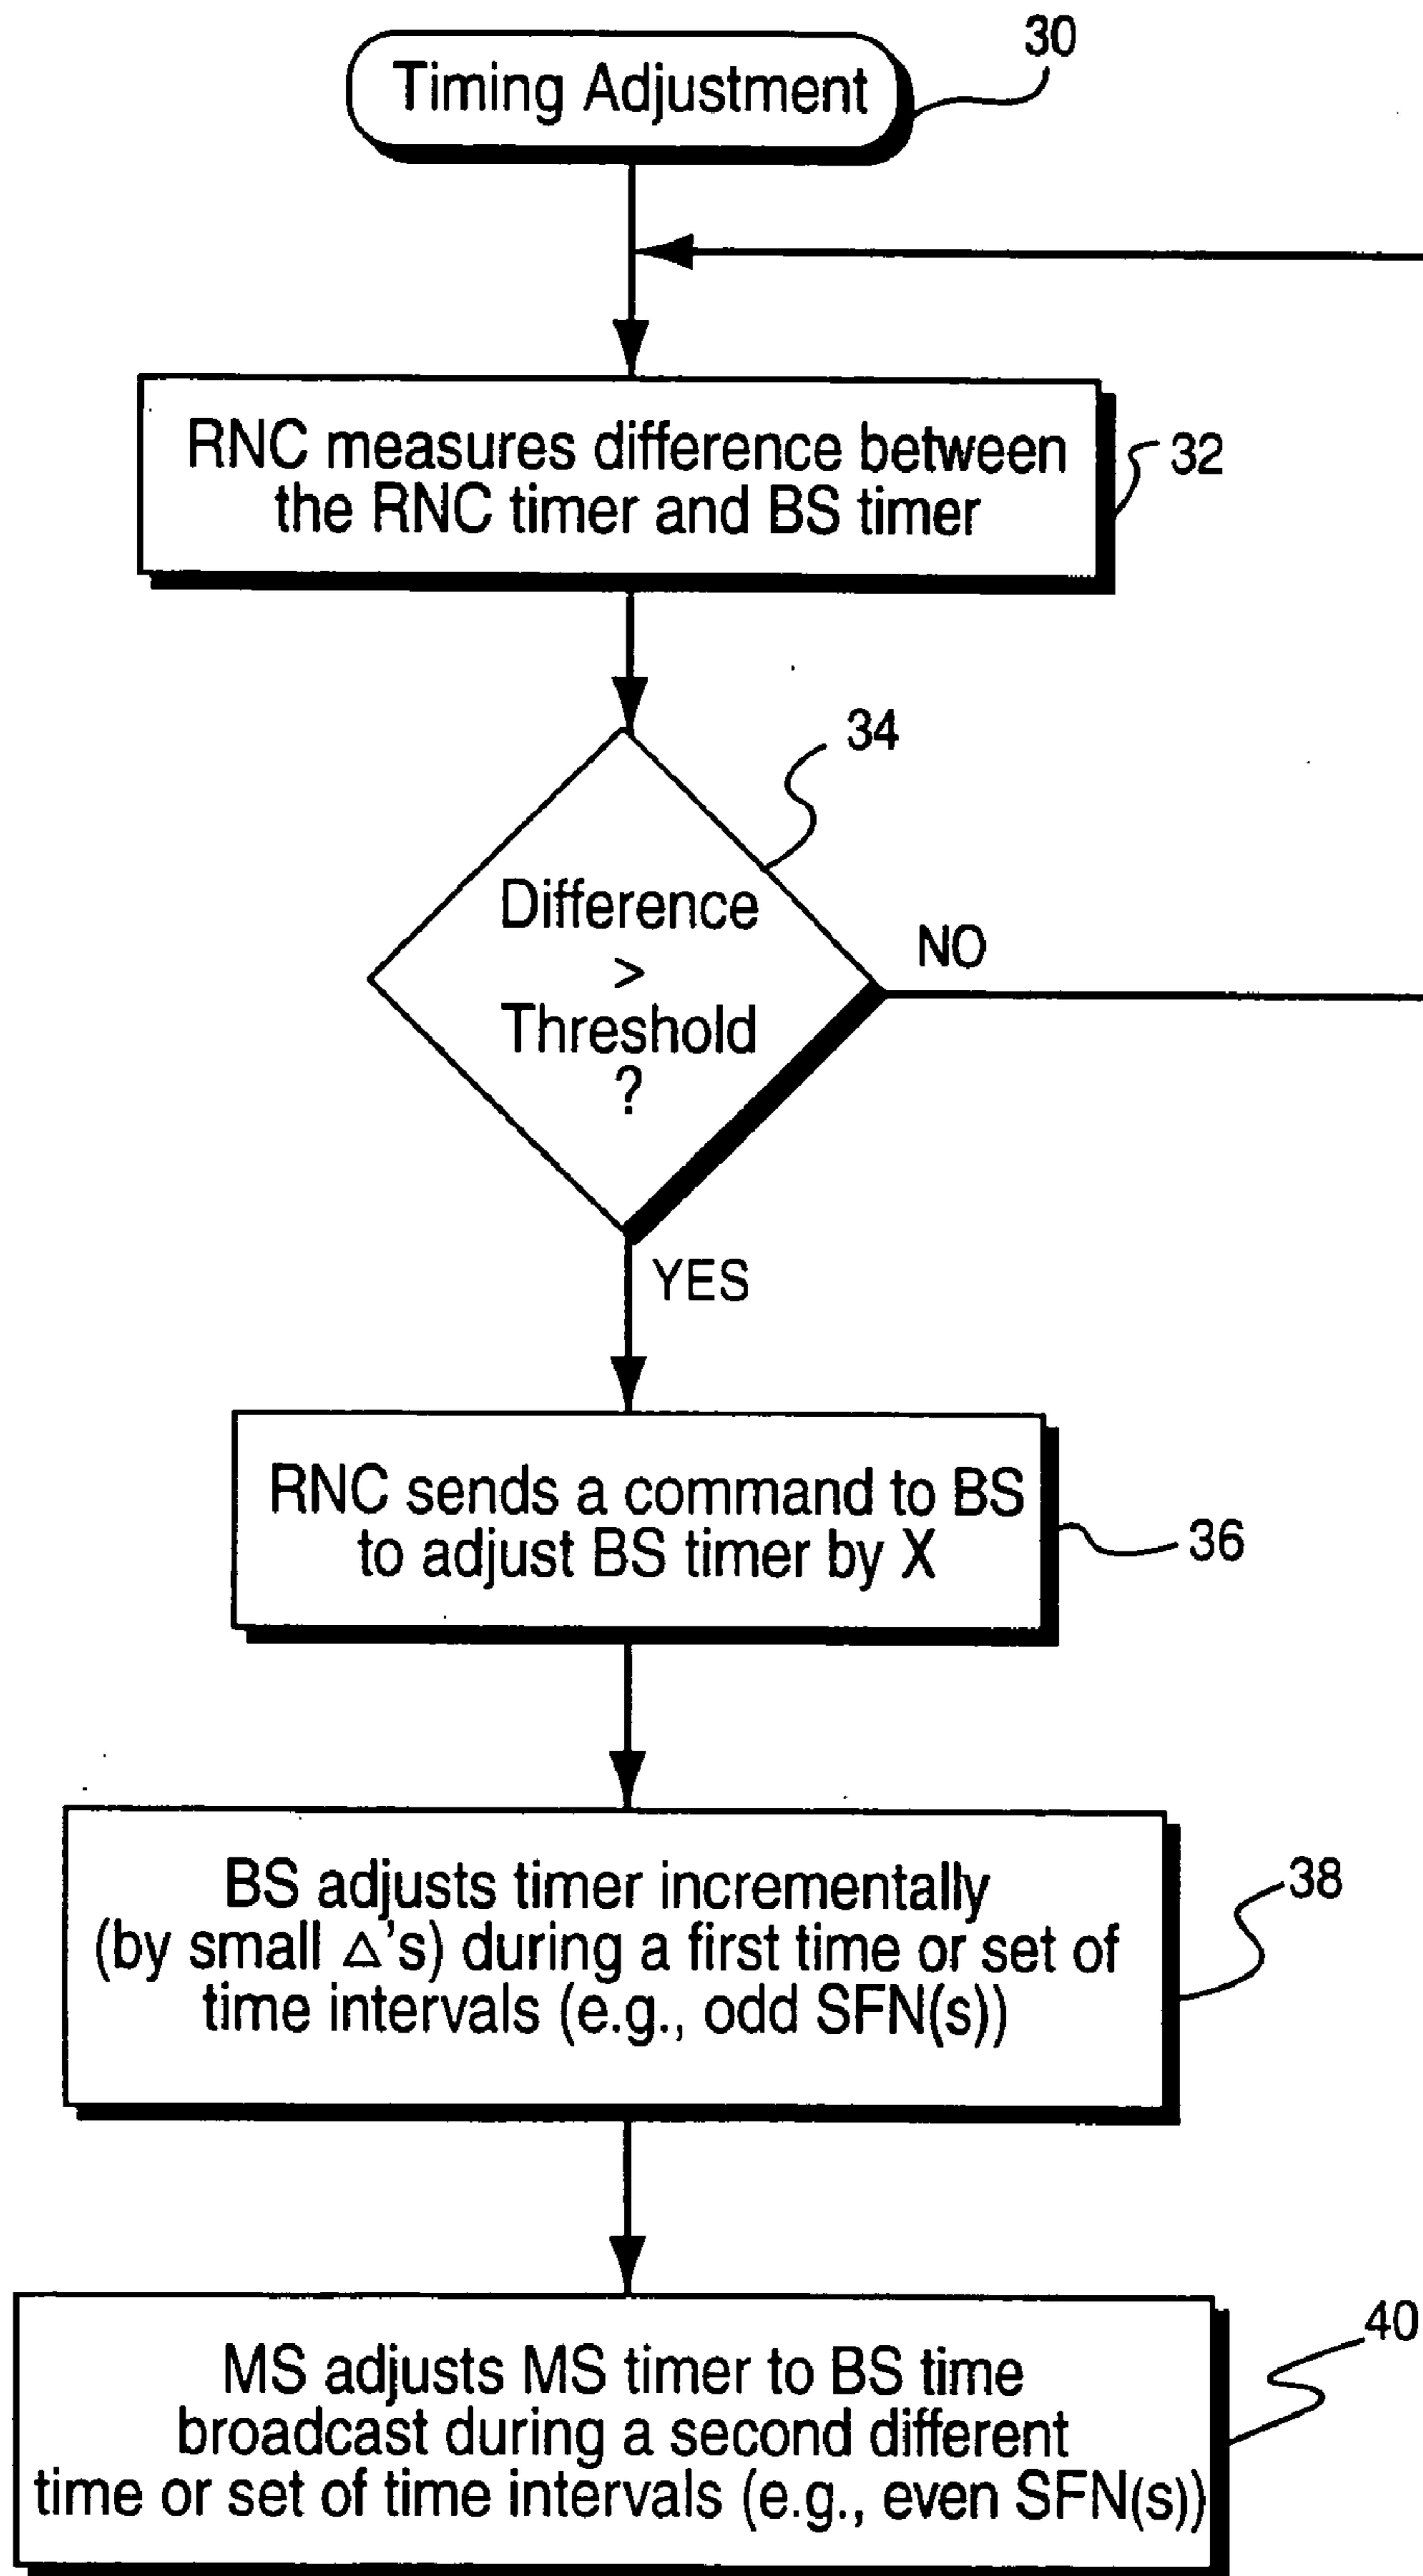 Timing Adjustment
30
RNC measures difference between
the RNC timer and BS timer
32
34
Difference
>
Threshold
?
NO
YES
RNC sends a command to BS
to adjust BS timer by X
36
BS adjusts timer incrementally
(by small △'s) during a first time or set of
time intervals (e.g., odd SFN(s))
38
MS adjusts MS timer to BS time
broadcast during a second different
time or set of time intervals (e.g., even SFN(s))
40